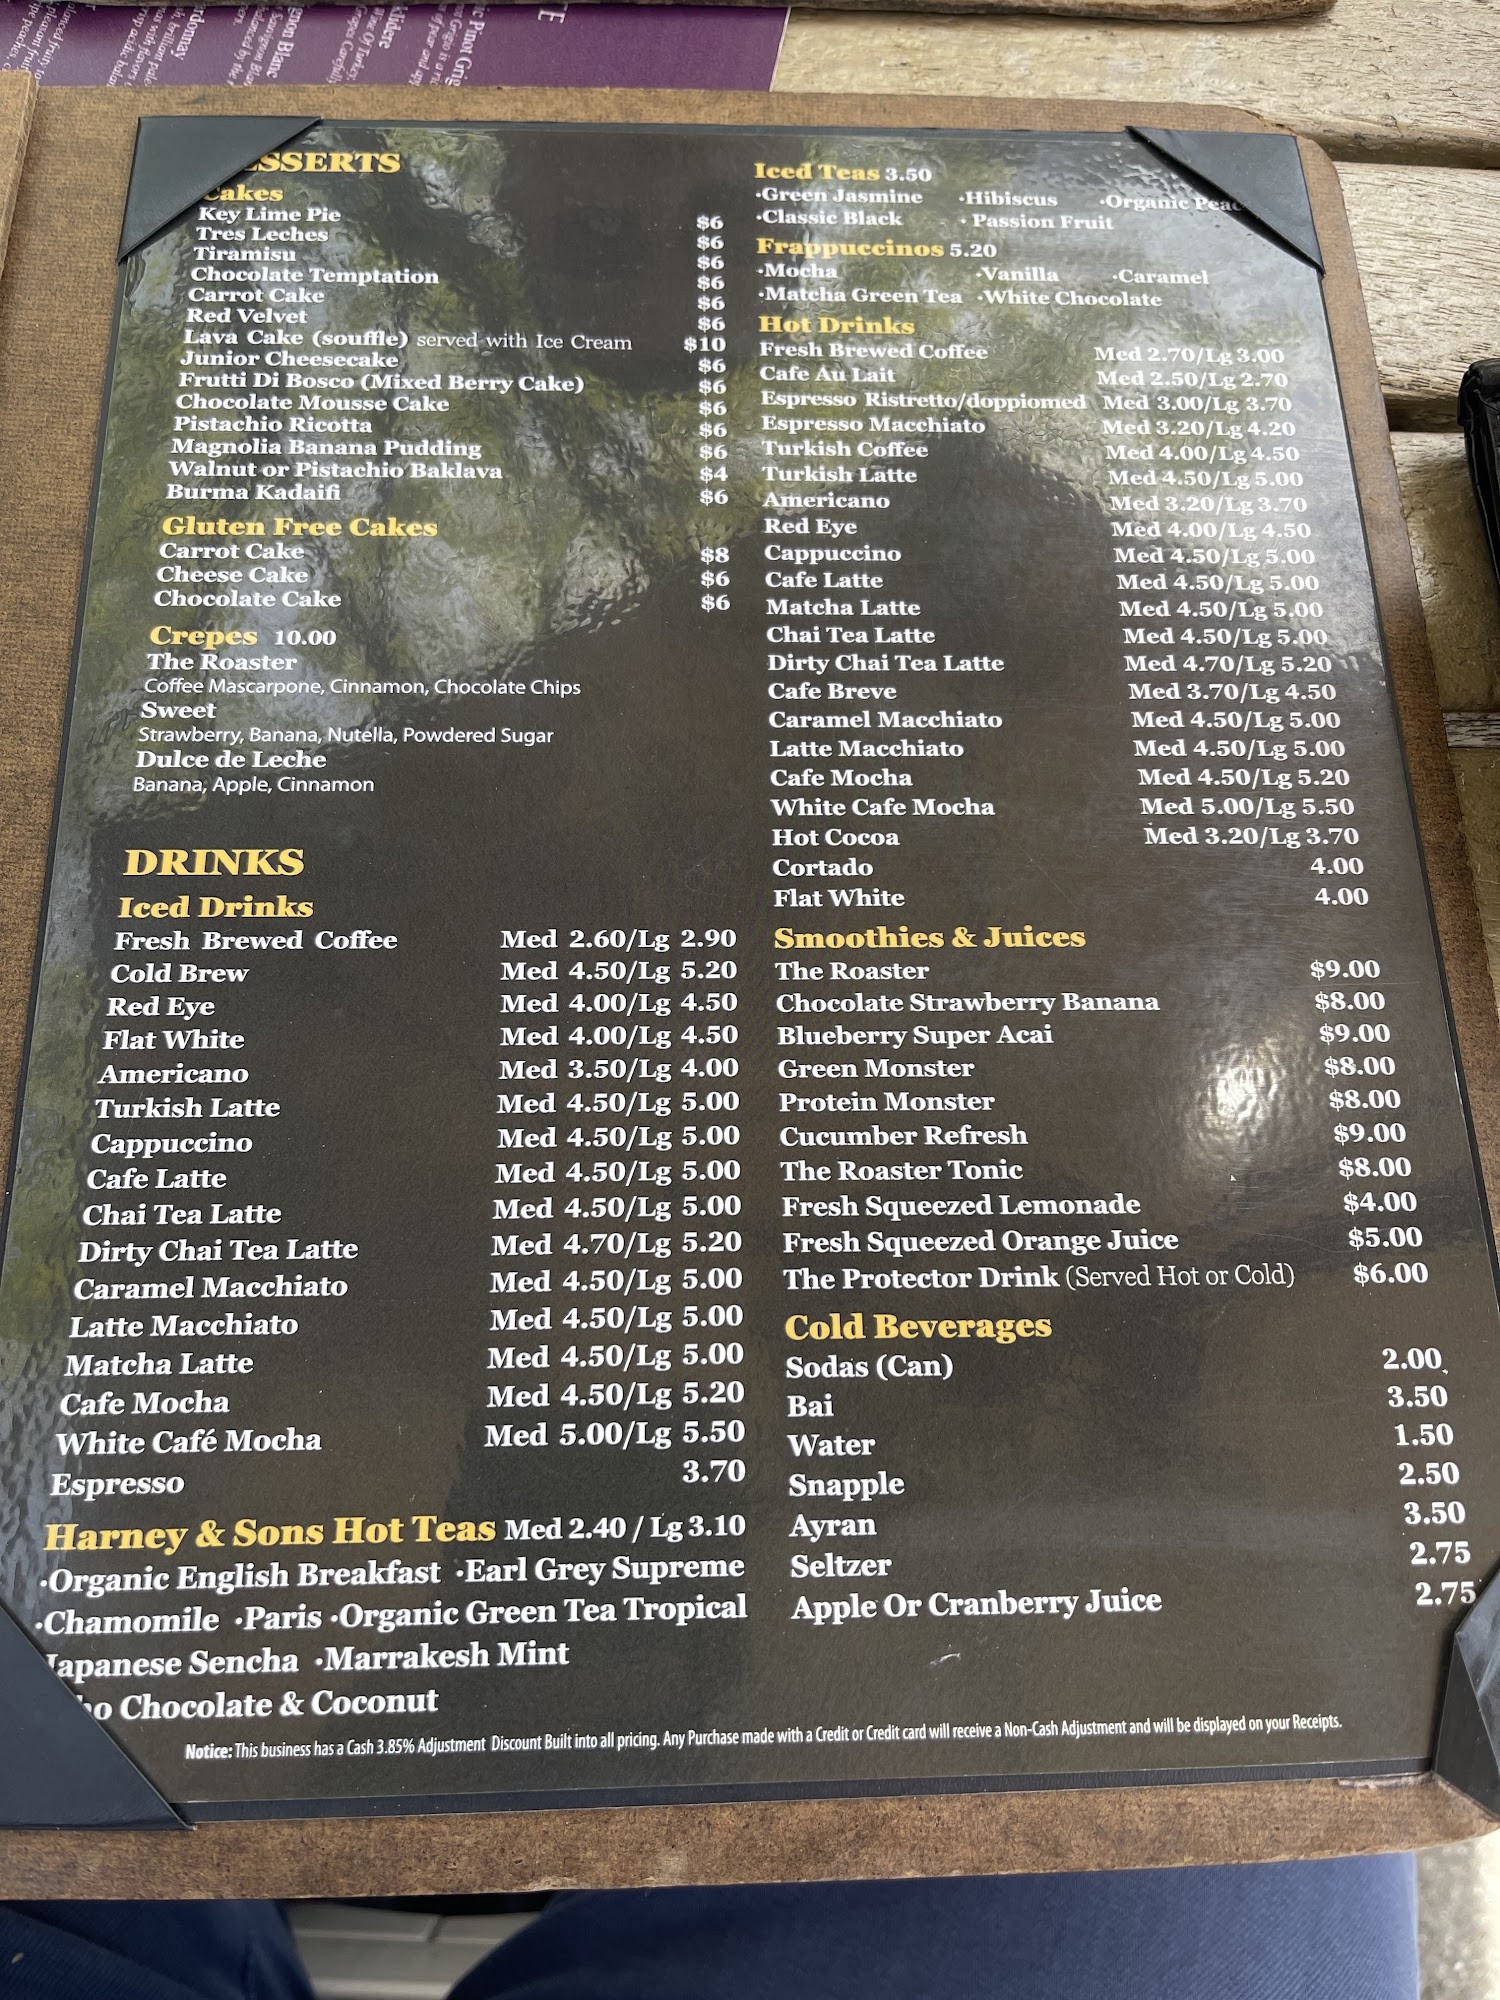 DESSERTS
Cakes
Key Lime Pie $6
Tres Leches $6
Tiramisu $6
Chocolate Temptation $6
Carrot Cake $6
Red Velvet $6
Lava Cake (souffle) served with Ice Cream $10
Junior Cheesecake $6
Frutti Di Bosco (Mixed Berry Cake) $6
Chocolate Mousse Cake $6
Pistachio Ricotta $6
Magnolia Banana Pudding $6
Walnut or Pistachio Baklava $4
Burma Kadaifi $6
Gluten Free Cakes
Carrot Cake $8
Cheese Cake $6
Chocolate Cake $6
Crepes 10.00
The Roaster
Coffee Mascarpone, Cinnamon, Chocolate Chips
Sweet
Strawberry, Banana, Nutella, Powdered Sugar
Dulce de Leche
Banana, Apple, Cinnamon
DRINKS
Iced Drinks
Fresh Brewed Coffee Med 2.60/Lg 2.90
Cold Brew Med 4.50/Lg 5.20
Red Eye Med 4.00/Lg 4.50
Flat White Med 4.00/Lg 4.50
Americano Med 3.50/Lg 4.00
Turkish Latte Med 4.50/Lg 5.00
Cappuccino Med 4.50/Lg 5.00
Cafe Latte Med 4.50/Lg 5.00
Chai Tea Latte Med 4.50/Lg 5.00
Dirty Chai Tea Latte Med 4.70/Lg 5.20
Caramel Macchiato Med 4.50/Lg 5.00
Latte Macchiato Med 4.50/Lg 5.00
Matcha Latte Med 4.50/Lg 5.00
Cafe Mocha Med 4.50/Lg 5.20
White Café Mocha Med 5.00/Lg 5.50
Espresso 3.70
Harney & Sons Hot Teas Med 2.40 / Lg 3.10
·Organic English Breakfast ·Earl Grey Supreme
·Chamomile ·Paris ·Organic Green Tea Tropical
Japanese Sencha ·Marrakesh Mint
Chocolate & Coconut
Iced Teas 3.50
·Green Jasmine ·Hibiscus ·Organic Peac
·Classic Black · Passion Fruit
Frappuccinos 5.20
·Mocha ·Vanilla ·Caramel
·Matcha Green Tea ·White Chocolate
Hot Drinks
Fresh Brewed Coffee Med 2.70/Lg 3.00
Cafe Au Lait Med 2.50/Lg 2.70
Espresso Ristretto/doppiomed Med 3.00/Lg 3.70
Espresso Macchiato Med 3.20/Lg 4.20
Turkish Coffee Med 4.00/Lg 4.50
Turkish Latte Med 4.50/Lg 5.00
Americano Med 3.20/Lg 3.70
Red Eye Med 4.00/Lg 4.50
Cappuccino Med 4.50/Lg 5.00
Cafe Latte Med 4.50/Lg 5.00
Matcha Latte Med 4.50/Lg 5.00
Chai Tea Latte Med 4.50/Lg 5.00
Dirty Chai Tea Latte Med 4.70/Lg 5.20
Cafe Breve Med 3.70/Lg 4.50
Caramel Macchiato Med 4.50/Lg 5.00
Latte Macchiato Med 4.50/Lg 5.00
Cafe Mocha Med 4.50/Lg 5.20
White Cafe Mocha Med 5.00/Lg 5.50
Hot Cocoa Med 3.20/Lg 3.70
Cortado 4.00
Flat White 4.00
Smoothies & Juices
The Roaster $9.00
Chocolate Strawberry Banana $8.00
Blueberry Super Acai $9.00
Green Monster $8.00
Protein Monster $8.00
Cucumber Refresh $9.00
The Roaster Tonic $8.00
Fresh Squeezed Lemonade $4.00
Fresh Squeezed Orange Juice $5.00
The Protector Drink (Served Hot or Cold) $6.00
Cold Beverages
Sodas (Can) 2.00
Bai 3.50
Water 1.50
Snapple 2.50
Ayran 3.50
Seltzer 2.75
Apple Or Cranberry Juice 2.75
Notice: This business has a Cash 3.85% Adjustment Discount Built into all pricing. Any Purchase made with a Credit or Credit card will receive a Non-Cash Adjustment and will be displayed on your Receipts.